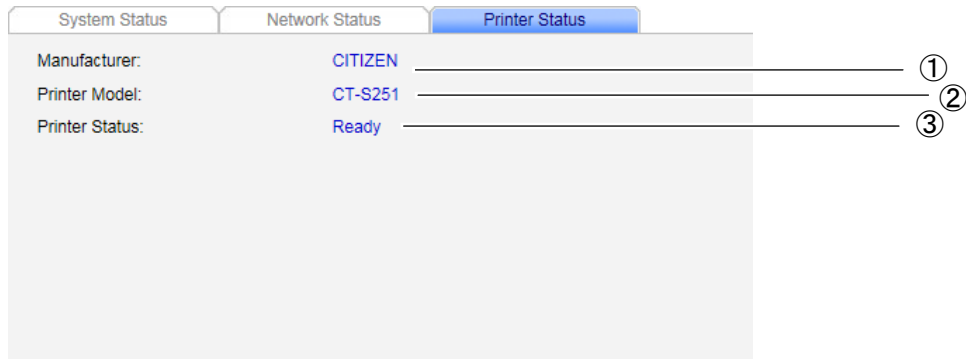 System Status Network Status Printer Status
Manufacturer: CITIZEN ①
Printer Model: CT-S251 ②
Printer Status: Ready ③